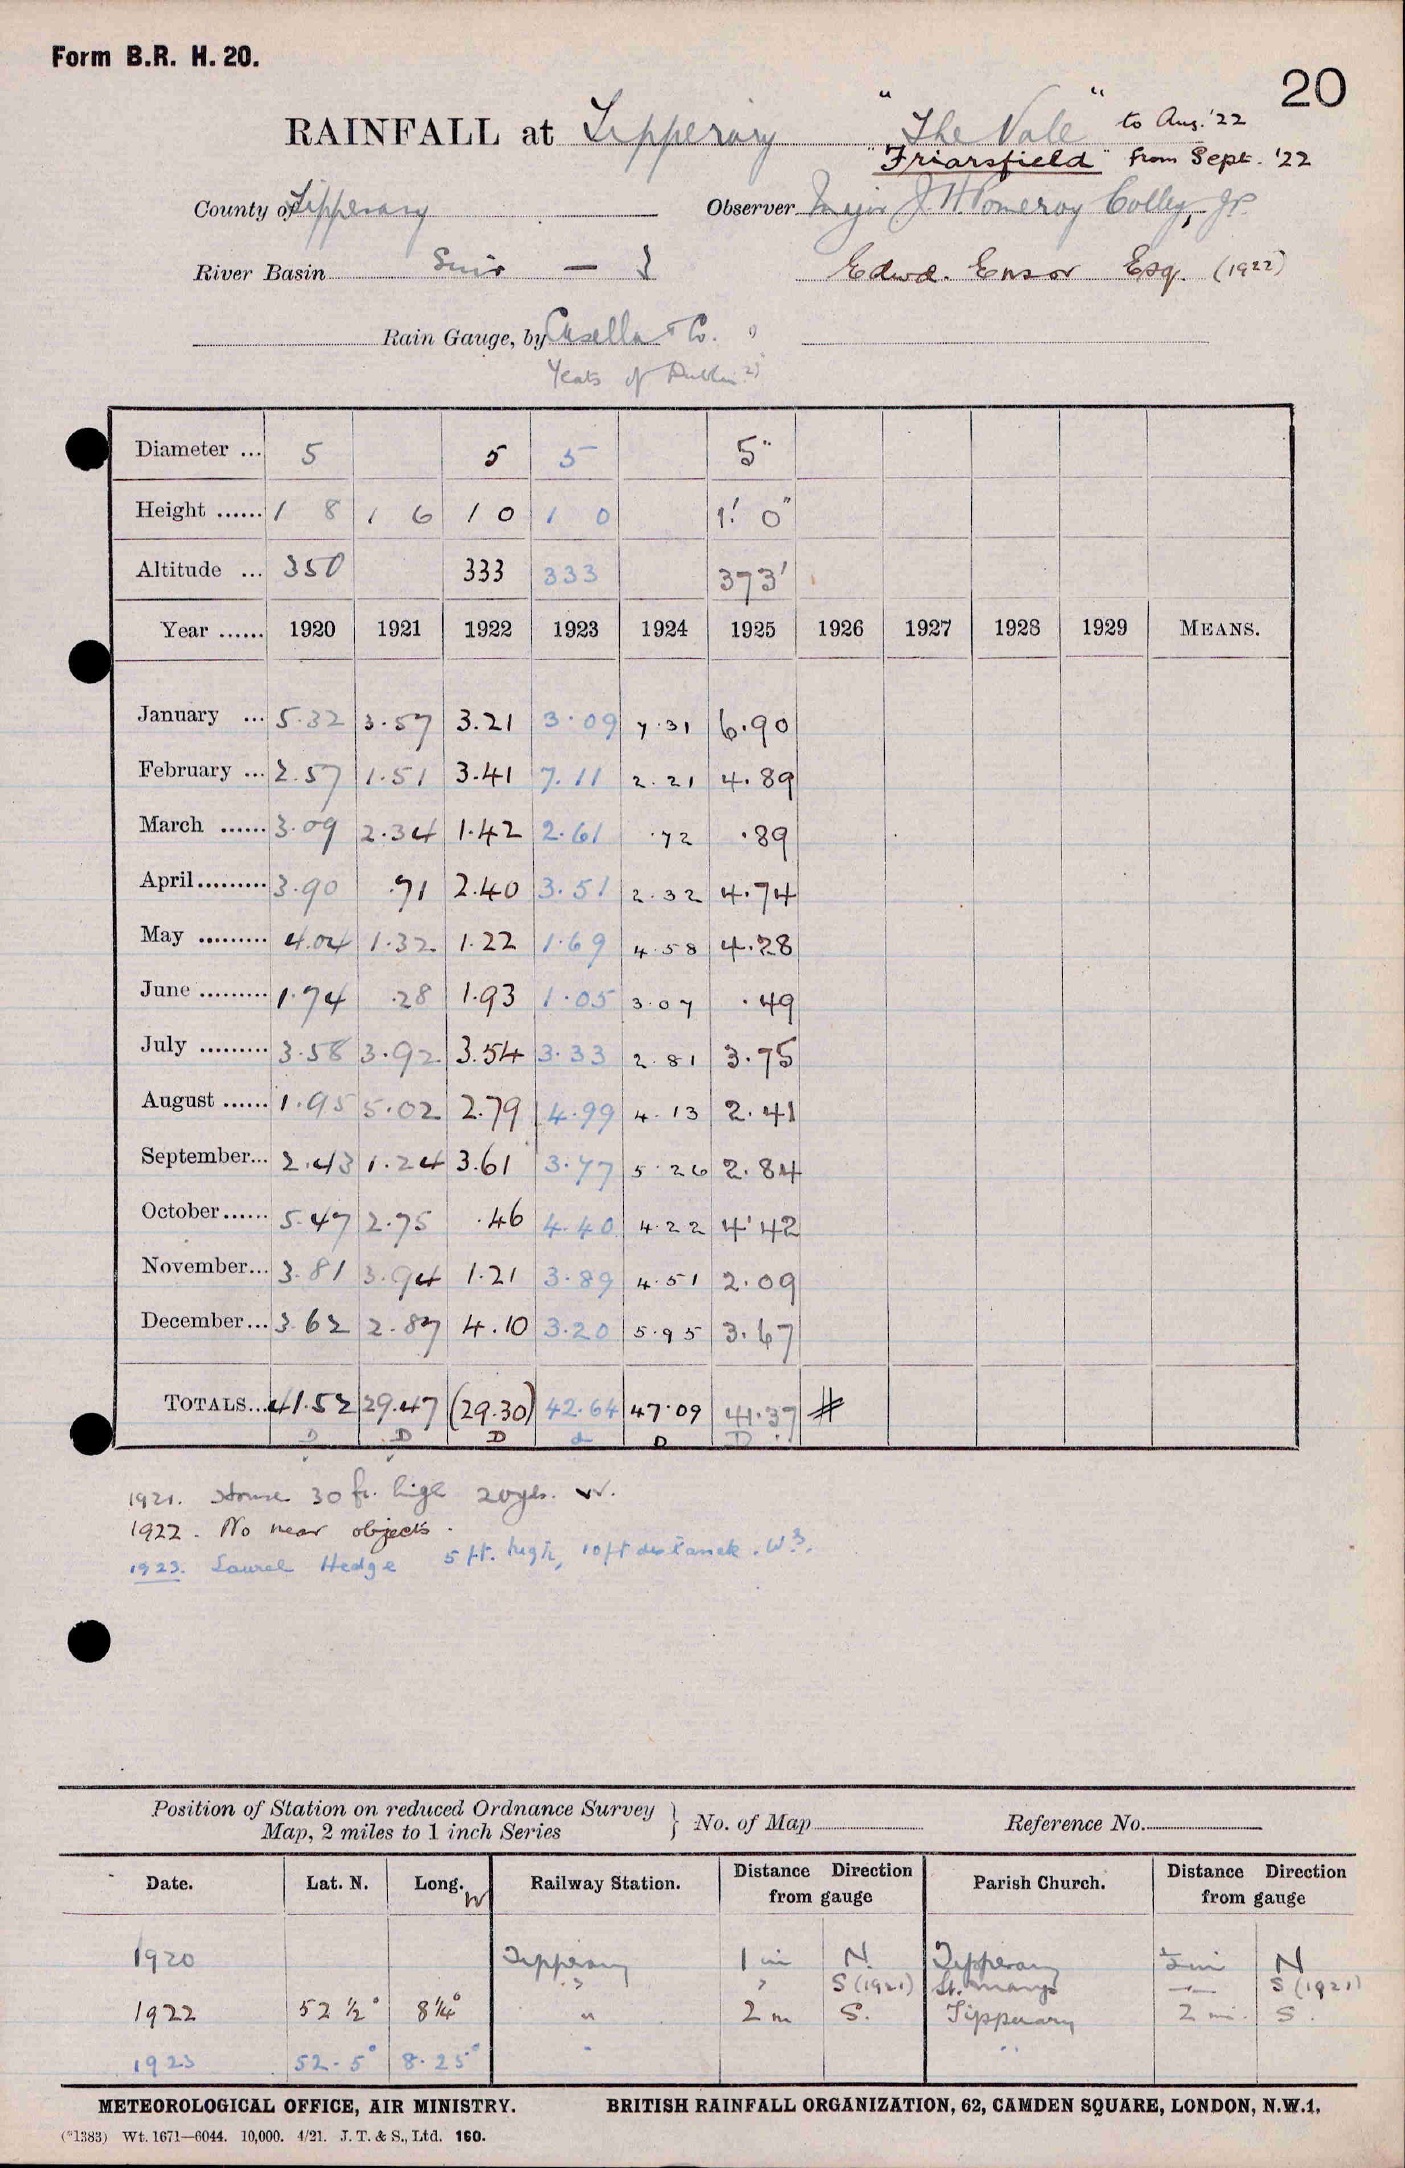 Form B.R. H. 20.
20
RAINFALL at Tipperary "The Vale" to Aug. '22
"Friarsfield" from Sept. '22
County of Tipperary Observer Major J. H. Pomeroy Colley, J.P.
River Basin Suir — Edwd. Ensor Esq. (1922)
Rain Gauge, by Casella & Co.
Yeats of Dublin
Diameter ... 5 5 5 5"
Height ...... 1 8 1 6 1 0 1 0 1' 0"
Altitude ... 350 333 333 373'
Year ...... 1920 1921 1922 1923 1924 1925 1926 1927 1928 1929 MEANS.
January ... 5.32 3.57 3.21 3.09 7.31 6.90
February ... 2.57 1.51 3.41 7.11 2.21 4.89
March ...... 3.09 2.34 1.42 2.61 .72 .89
April ......... 3.90 .71 2.40 3.51 2.32 4.74
May ......... 4.04 1.32 1.22 1.69 4.58 4.28
June ......... 1.74 .28 1.93 1.05 3.07 .49
July ......... 3.58 3.92 3.54 3.33 2.81 3.75
August ...... 1.95 5.02 2.79 4.99 4.13 2.41
September... 2.43 1.24 3.61 3.77 5.26 2.84
October...... 5.47 2.75 .46 4.40 4.22 4.42
November... 3.81 3.94 1.21 3.89 4.51 2.09
December... 3.62 2.87 4.10 3.20 5.95 3.67
TOTALS... 41.52 29.47 (29.30) 42.64 47.09 41.37 #
D D D d D D
1921. House 30 ft. high 20 yds. W.
1922. No near objects.
1923. Laurel Hedge 5 ft. high, 10 ft
Position of Station on reduced Ordnance Survey } No. of Map Reference No.
Map, 2 miles to 1 inch Series
Date. Lat. N. Long. W Railway Station. Distance Direction from gauge Parish Church. Distance Direction from gauge
1920 Tipperary 1 mi N. Tipperary ½ mi N
" " S (1921) St. Marys — S (1921)
1922 52 ½° 8¼° " 2 m S. Tipperary 2 mi. S.
1923 52.5° 8.25° " "
METEOROLOGICAL OFFICE, AIR MINISTRY. BRITISH RAINFALL ORGANIZATION, 62, CAMDEN SQUARE, LONDON, N.W.1.
(*1383) Wt. 1671—6044. 10,000. 4/21. J. T. & S., Ltd. 160.